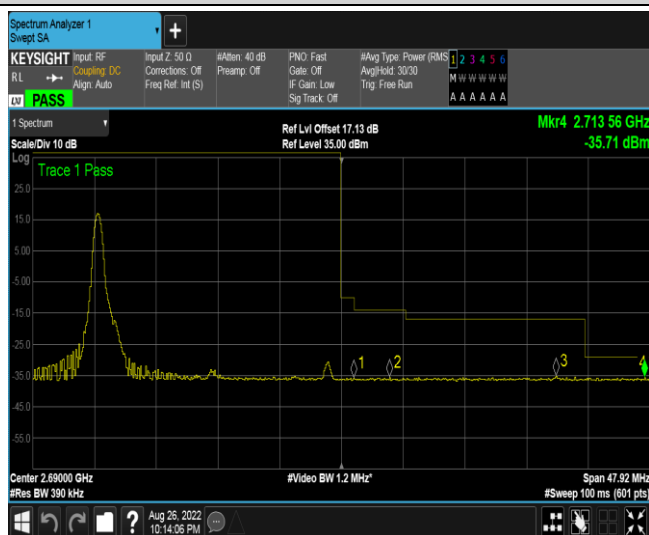 Spectrum Analyzer 1
Swept SA
+
KEYSIGHT Input: RF Input Z: 50 Ω #Atten: 40 dB PNO: Fast #Avg Type: Power (RMS 1 2 3 4 5 6
RL Coupling: DC Corrections: Off Preamp: Off Gate: Off Avg|Hold: 30/30 M W W W W W
Align: Auto Freq Ref: Int (S) IF Gain: Low Trig: Free Run
LXI PASS Sig Track: Off A A A A A A
1 Spectrum Ref Lvl Offset 17.13 dB Mkr4 2.713 56 GHz
Scale/Div 10 dB Ref Level 35.00 dBm -35.71 dBm
Log
Trace 1 Pass
25.0
15.0
5.00
-5.00
-15.0
-25.0
1 2 3 4
-35.0
-45.0
-55.0
Center 2.69000 GHz #Video BW 1.2 MHz* Span 47.92 MHz
#Res BW 390 kHz #Sweep 100 ms (601 pts)
? Aug 26, 2022
10:14:06 PM